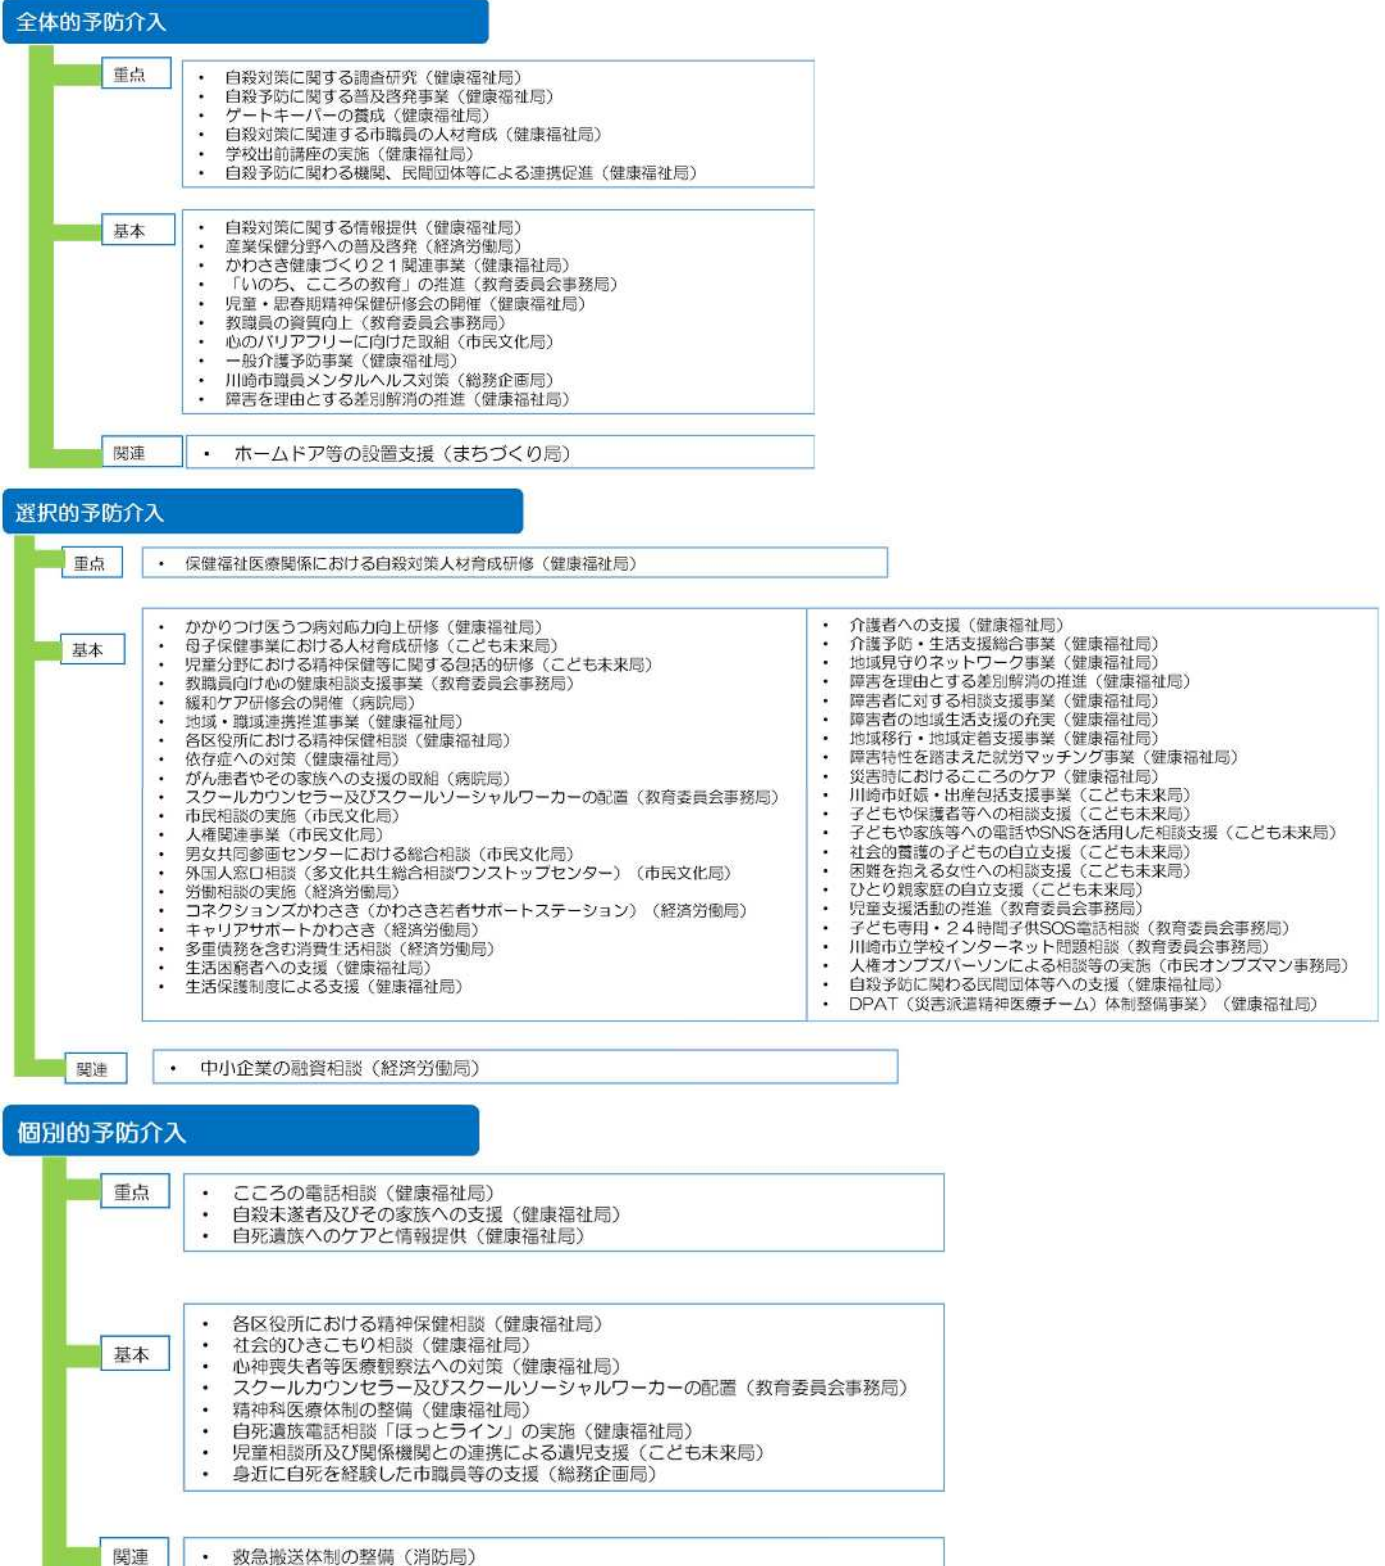 全体的予防介入
重点
・ 自殺対策に関する調査研究（健康福祉局）
・ 自殺予防に関する普及啓発事業（健康福祉局）
・ ゲートキーパーの養成（健康福祉局）
・ 自殺対策に関連する市職員の人材育成（健康福祉局）
・ 学校出前講座の実施（健康福祉局）
・ 自殺予防に関わる機関、民間団体等による連携促進（健康福祉局）
基本
・ 自殺対策に関する情報提供（健康福祉局）
・ 産業保健分野への普及啓発（経済労働局）
・ かわさき健康づくり２１関連事業（健康福祉局）
・ 「いのち、こころの教育」の推進（教育委員会事務局）
・ 児童・思春期精神保健研修会の開催（健康福祉局）
・ 教職員の資質向上（教育委員会事務局）
・ 心のバリアフリーに向けた取組（市民文化局）
・ 一般介護予防事業（健康福祉局）
・ 川崎市職員メンタルヘルス対策（総務企画局）
・ 障害を理由とする差別解消の推進（健康福祉局）
関連
・ ホームドア等の設置支援（まちづくり局）
選択的予防介入
重点
・ 保健福祉医療関係における自殺対策人材育成研修（健康福祉局）
基本
・ かかりつけ医うつ病対応力向上研修（健康福祉局）
・ 母子保健事業における人材育成研修（こども未来局）
・ 児童分野における精神保健等に関する包括的研修（こども未来局）
・ 教職員向け心の健康相談支援事業（教育委員会事務局）
・ 緩和ケア研修会の開催（病院局）
・ 地域・職域連携推進事業（健康福祉局）
・ 各区役所における精神保健相談（健康福祉局）
・ 依存症への対策（健康福祉局）
・ がん患者やその家族への支援の取組（病院局）
・ スクールカウンセラー及びスクールソーシャルワーカーの配置（教育委員会事務局）
・ 市民相談の実施（市民文化局）
・ 人権関連事業（市民文化局）
・ 男女共同参画センターにおける総合相談（市民文化局）
・ 外国人窓口相談（多文化共生総合相談ワンストップセンター）（市民文化局）
・ 労働相談の実施（経済労働局）
・ コネクションズかわさき（かわさき若者サポートステーション）（経済労働局）
・ キャリアサポートかわさき（経済労働局）
・ 多重債務を含む消費生活相談（経済労働局）
・ 生活困窮者への支援（健康福祉局）
・ 生活保護制度による支援（健康福祉局）
・ 介護者への支援（健康福祉局）
・ 介護予防・生活支援総合事業（健康福祉局）
・ 地域見守りネットワーク事業（健康福祉局）
・ 障害を理由とする差別解消の推進（健康福祉局）
・ 障害者に対する相談支援事業（健康福祉局）
・ 障害者の地域生活支援の充実（健康福祉局）
・ 地域移行・地域定着支援事業（健康福祉局）
・ 障害特性を踏まえた就労マッチング事業（健康福祉局）
・ 災害時におけるこころのケア（健康福祉局）
・ 川崎市妊娠・出産包括支援事業（こども未来局）
・ 子どもや保護者等への相談支援（こども未来局）
・ 子どもや家族等への電話やSNSを活用した相談支援（こども未来局）
・ 社会的養護の子どもの自立支援（こども未来局）
・ 困難を抱える女性への相談支援（こども未来局）
・ ひとり親家庭の自立支援（こども未来局）
・ 児童支援活動の推進（教育委員会事務局）
・ 子ども専用・２４時間子供SOS電話相談（教育委員会事務局）
・ 川崎市立学校インターネット問題相談（教育委員会事務局）
・ 人権オンブズパーソンによる相談等の実施（市民オンブズマン事務局）
・ 自殺予防に関わる民間団体等への支援（健康福祉局）
・ DPAT（災害派遣精神医療チーム）体制整備事業）（健康福祉局）
関連
・ 中小企業の融資相談（経済労働局）
個別的予防介入
重点
・ こころの電話相談（健康福祉局）
・ 自殺未遂者及びその家族への支援（健康福祉局）
・ 自死遺族へのケアと情報提供（健康福祉局）
基本
・ 各区役所における精神保健相談（健康福祉局）
・ 社会的ひきこもり相談（健康福祉局）
・ 心神喪失者等医療観察法への対策（健康福祉局）
・ スクールカウンセラー及びスクールソーシャルワーカーの配置（教育委員会事務局）
・ 精神科医療体制の整備（健康福祉局）
・ 自死遺族電話相談「ほっとライン」の実施（健康福祉局）
・ 児童相談所及び関係機関との連携による遺児支援（こども未来局）
・ 身近に自死を経験した市職員等の支援（総務企画局）
関連
・ 救急搬送体制の整備（消防局）